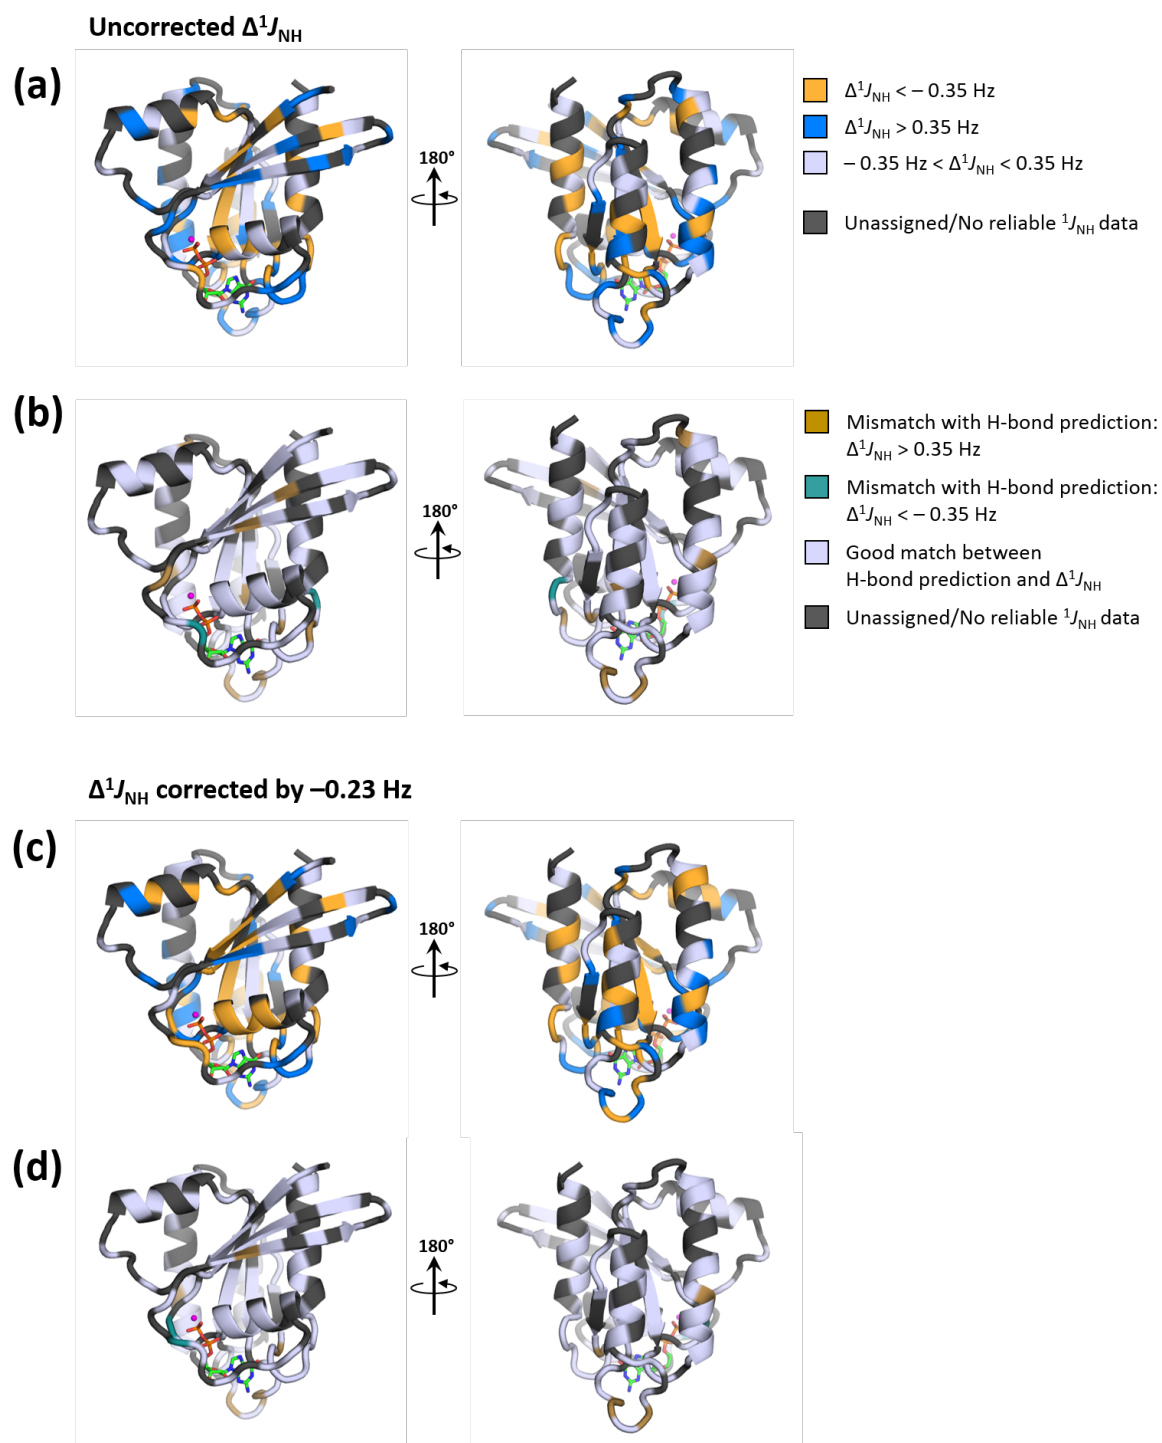 Uncorrected Δ¹J_NH
(a)
180°
Δ¹J_NH < – 0.35 Hz
Δ¹J_NH > 0.35 Hz
– 0.35 Hz < Δ¹J_NH < 0.35 Hz
Unassigned/No reliable ¹J_NH data
(b)
180°
Mismatch with H-bond prediction:
Δ¹J_NH > 0.35 Hz
Mismatch with H-bond prediction:
Δ¹J_NH < – 0.35 Hz
Good match between
H-bond prediction and Δ¹J_NH
Unassigned/No reliable ¹J_NH data
Δ¹J_NH corrected by –0.23 Hz
(c)
180°
(d)
180°